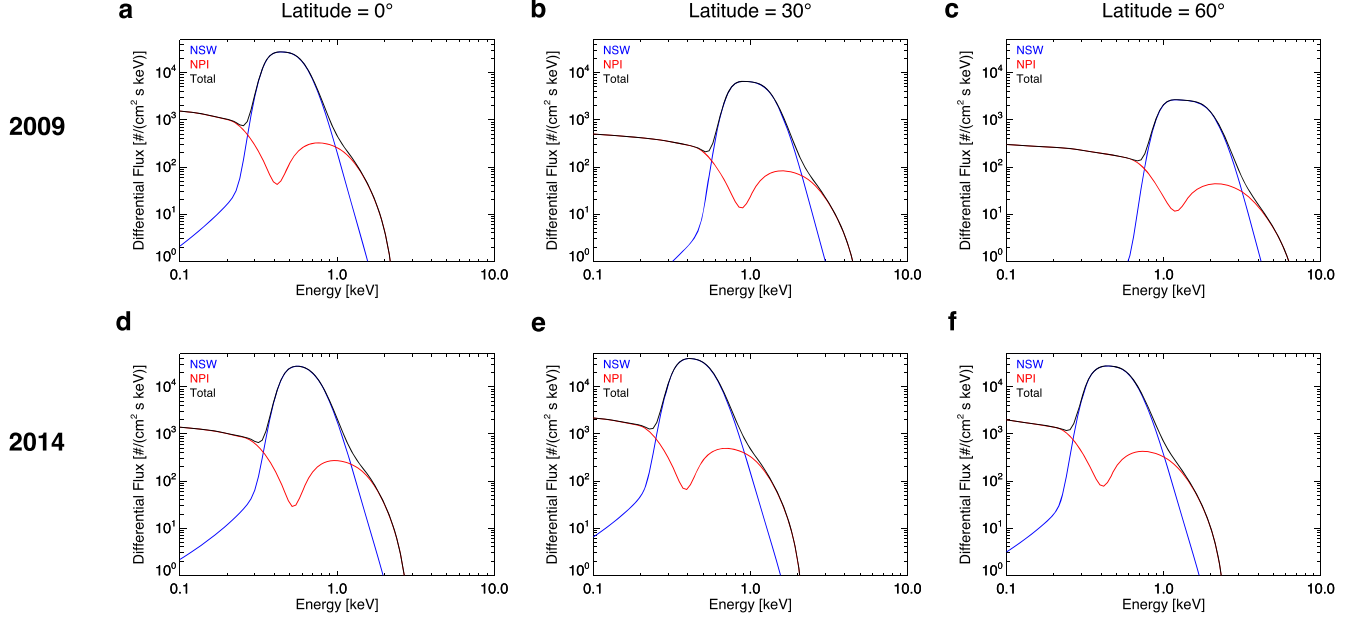 a Latitude = 0°
b Latitude = 30°
c Latitude = 60°
2009
Differential Flux [#/(cm² s keV)]
10⁴
10³
10²
10¹
10⁰
NSW
NPI
Total
0.1 1.0 10.0
Energy [keV]
Differential Flux [#/(cm² s keV)]
10⁴
10³
10²
10¹
10⁰
NSW
NPI
Total
0.1 1.0 10.0
Energy [keV]
Differential Flux [#/(cm² s keV)]
10⁴
10³
10²
10¹
10⁰
NSW
NPI
Total
0.1 1.0 10.0
Energy [keV]
d
e
f
2014
Differential Flux [#/(cm² s keV)]
10⁴
10³
10²
10¹
10⁰
NSW
NPI
Total
0.1 1.0 10.0
Energy [keV]
Differential Flux [#/(cm² s keV)]
10⁴
10³
10²
10¹
10⁰
NSW
NPI
Total
0.1 1.0 10.0
Energy [keV]
Differential Flux [#/(cm² s keV)]
10⁴
10³
10²
10¹
10⁰
NSW
NPI
Total
0.1 1.0 10.0
Energy [keV]